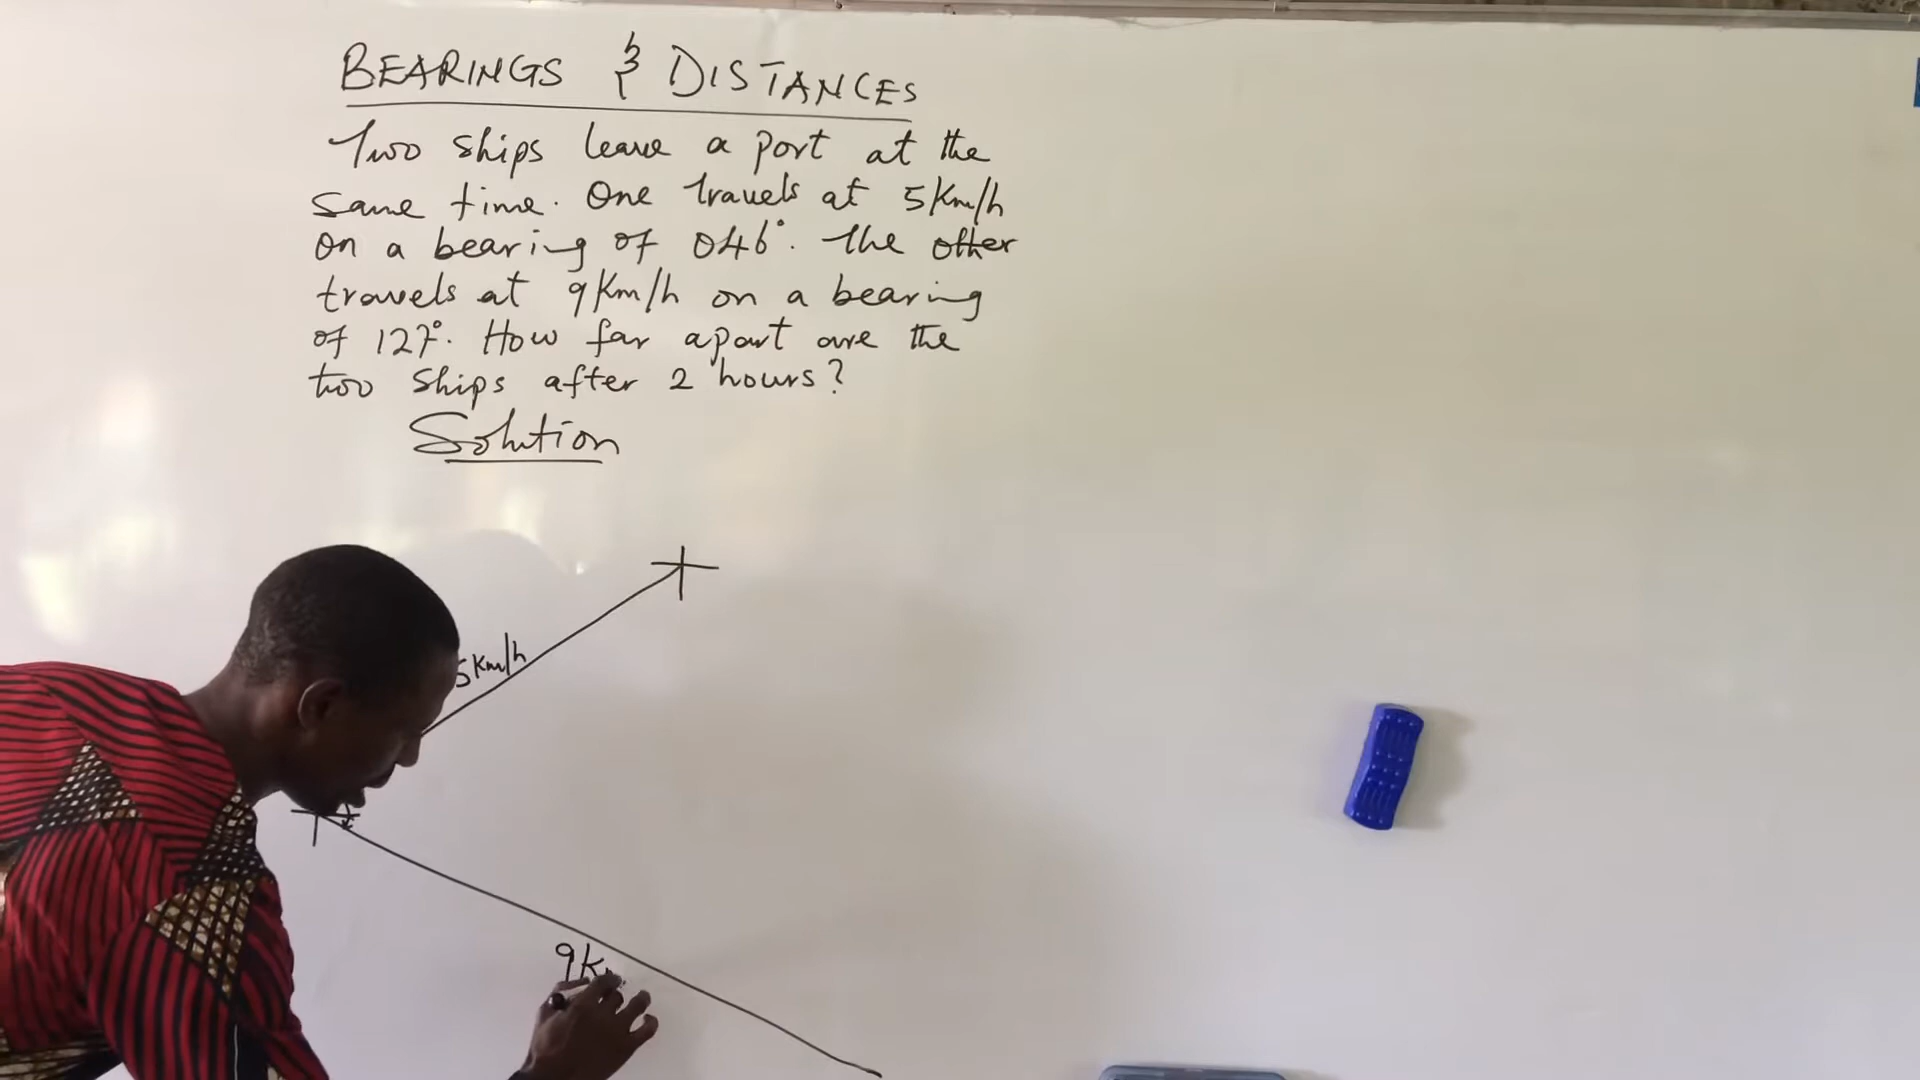 BEARINGS & DISTANCES
Two ships leave a port at the
same time. One travels at 5km/h
on a bearing of 046°. The other
travels at 9km/h on a bearing
of 127°. How far apart are the
two ships after 2 hours?
Solution
5km/h
9k